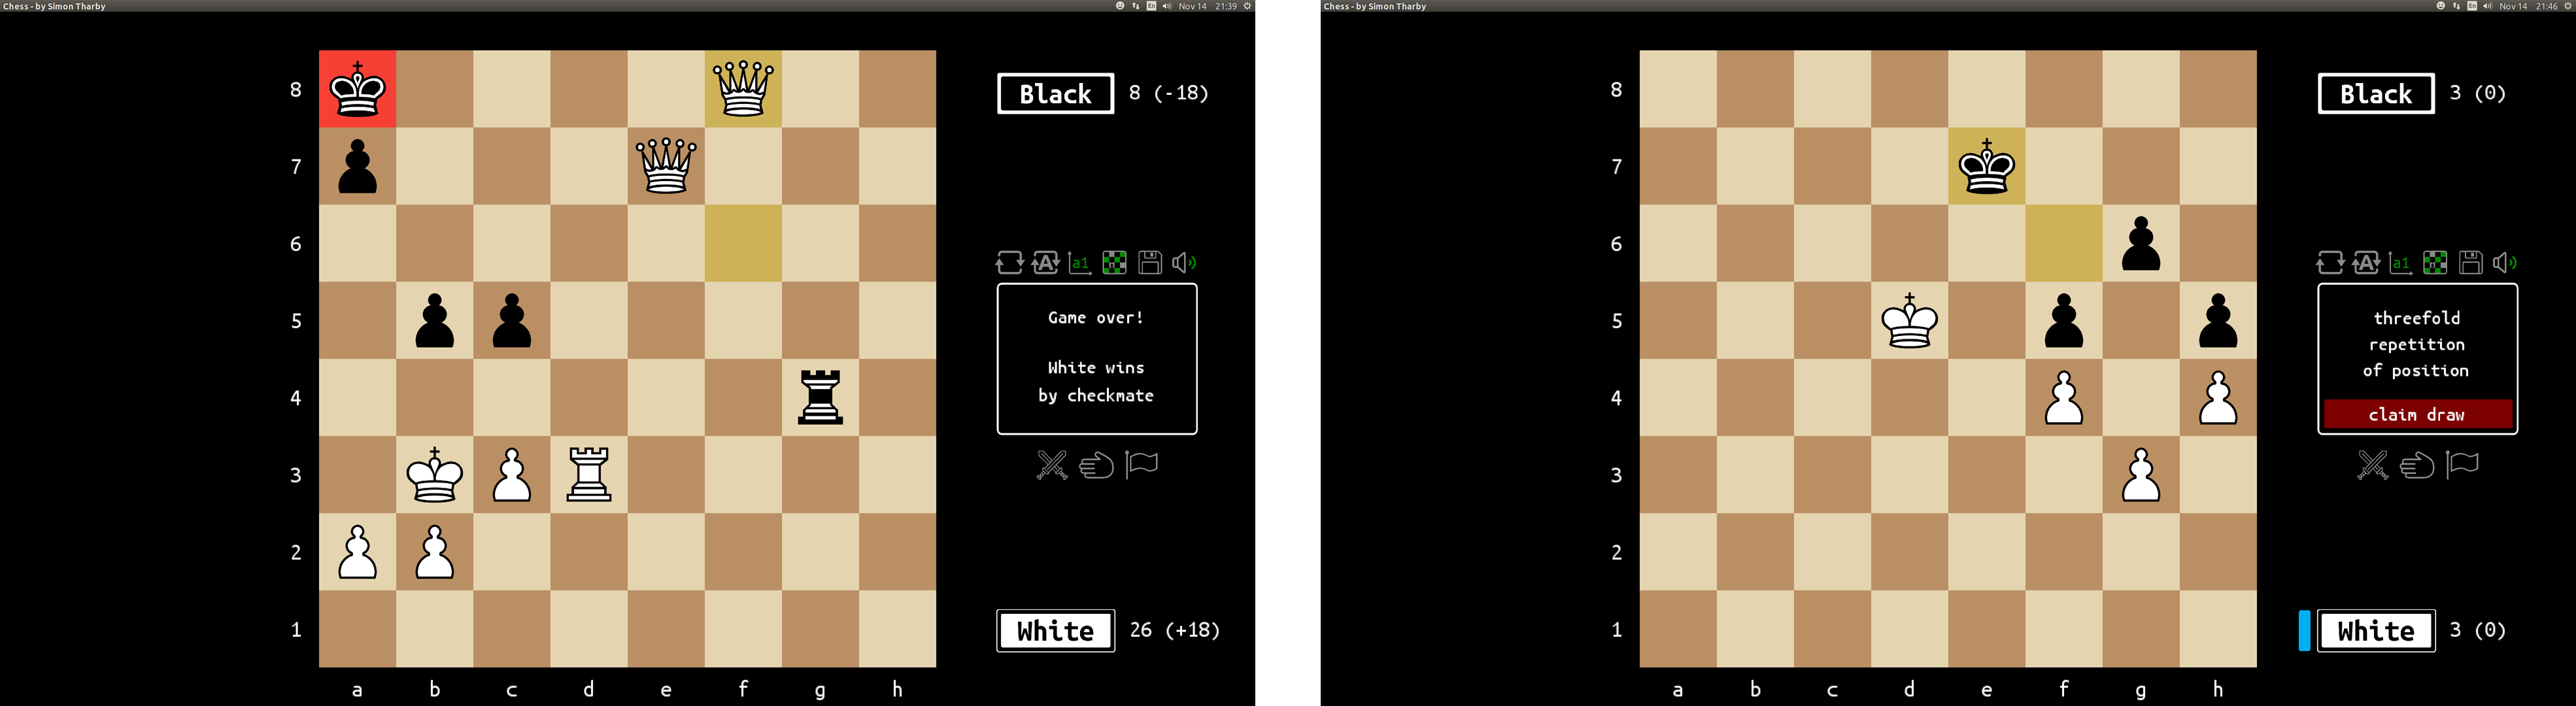 Chess - by Simon Tharby
En Nov 14 21:39
8
7
6
5
4
3
2
1
a b c d e f g h
Black 8 (-18)
A a1
Game over!
White wins
by checkmate
White 26 (+18)
Chess - by Simon Tharby
En Nov 14 21:46
8
7
6
5
4
3
2
1
a b c d e f g h
Black 3 (0)
A a1
threefold
repetition
of position
claim draw
White 3 (0)